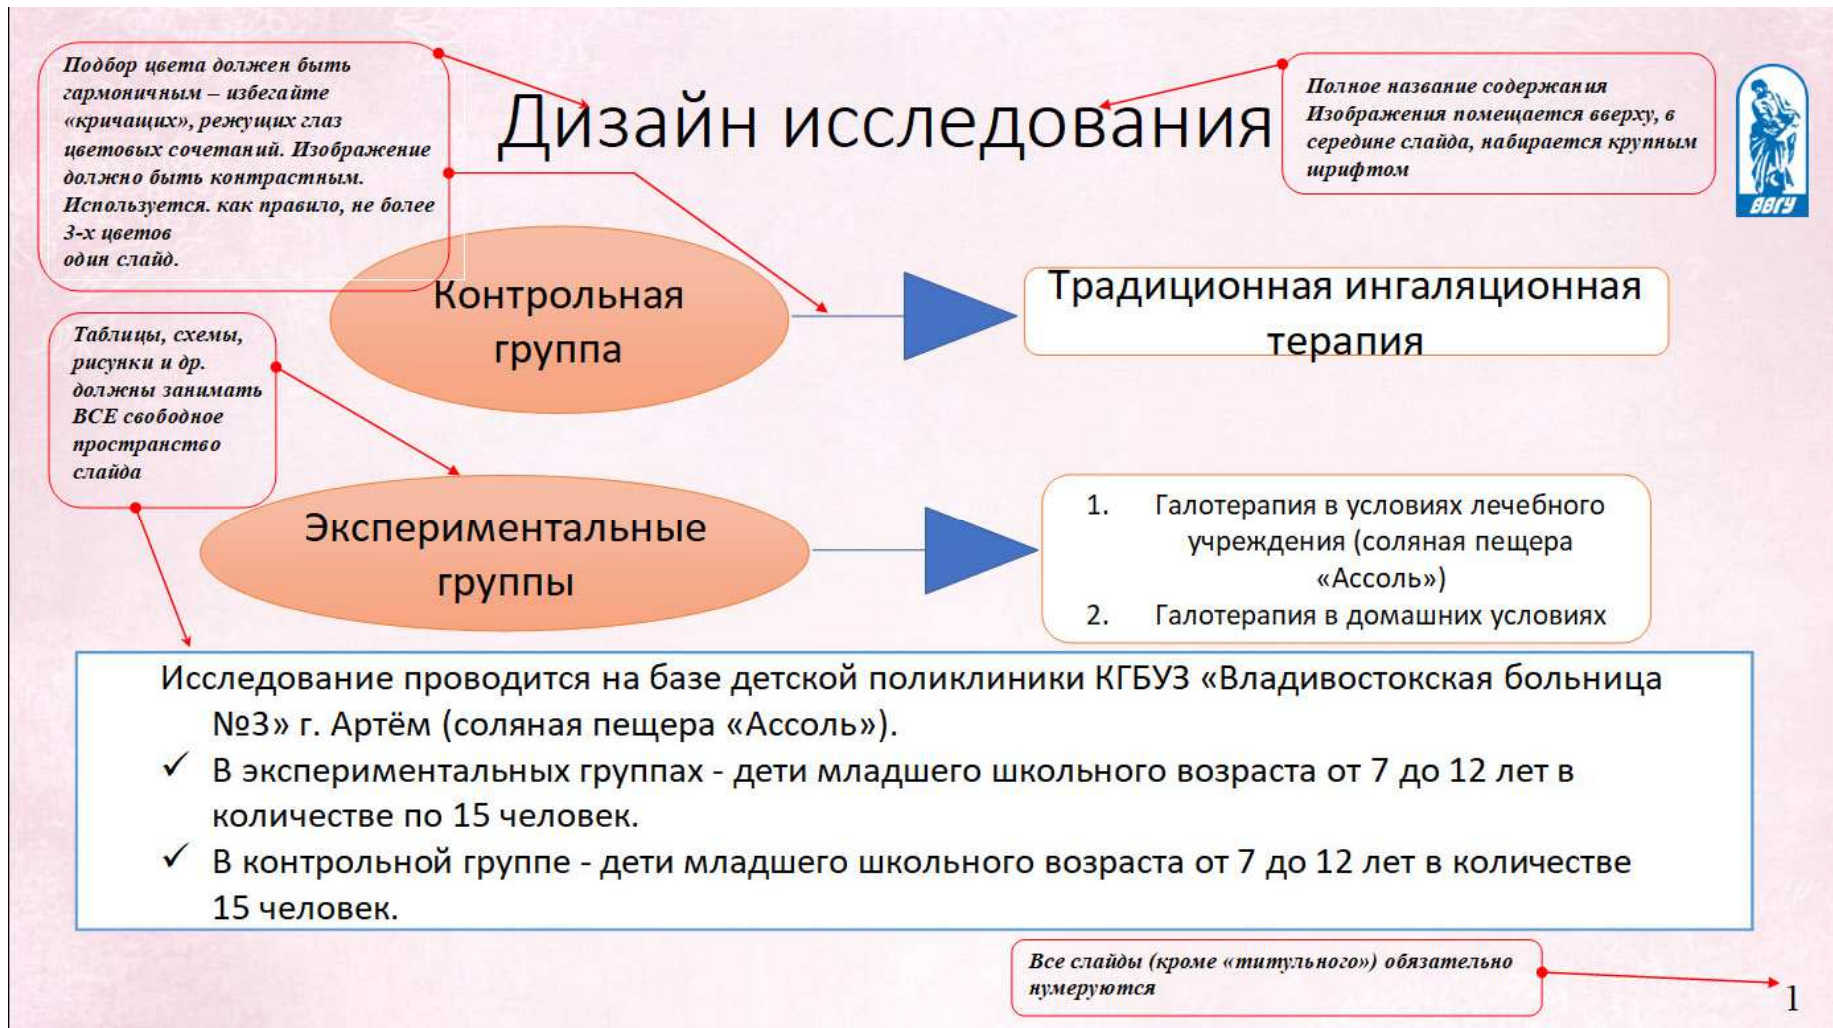 Подбор цвета должен быть
гармоничным – избегайте
«кричащих», режущих глаз
цветовых сочетаний. Изображение
должно быть контрастным.
Используется. как правило, не более
3-х цветов
один слайд.
Дизайн исследования
Полное название содержания
Изображения помещается вверху, в
середине слайда, набирается крупным
шрифтом
ВВГУ
Контрольная
группа
Традиционная ингаляционная
терапия
Таблицы, схемы,
рисунки и др.
должны занимать
ВСЕ свободное
пространство
слайда
Экспериментальные
группы
1. Галотерапия в условиях лечебного
учреждения (соляная пещера
«Ассоль»)
2. Галотерапия в домашних условиях
Исследование проводится на базе детской поликлиники КГБУЗ «Владивостокская больница
№3» г. Артём (соляная пещера «Ассоль»).
✓ В экспериментальных группах - дети младшего школьного возраста от 7 до 12 лет в
количестве по 15 человек.
✓ В контрольной группе - дети младшего школьного возраста от 7 до 12 лет в количестве
15 человек.
Все слайды (кроме «титульного») обязательно
нумеруются
1